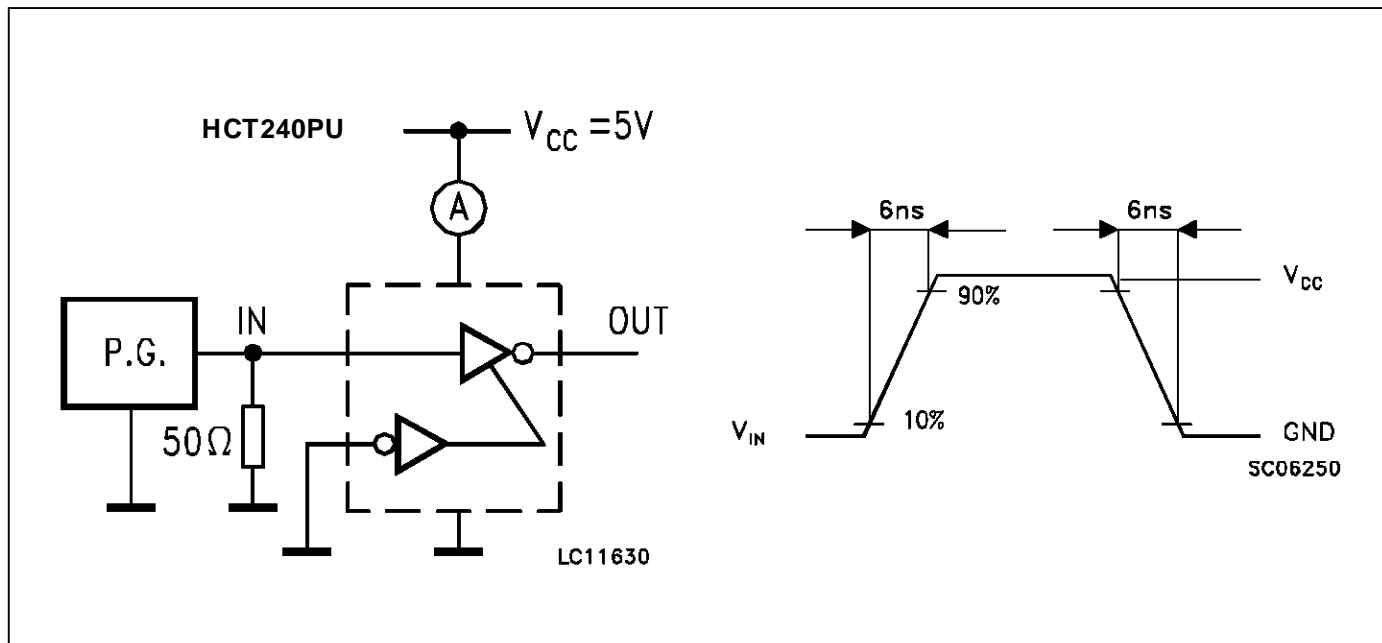 HCT240PU
V_CC =5V
A
IN
OUT
P.G.
50Ω
LC11630
6ns
6ns
V_CC
90%
10%
V_IN
GND
SC06250